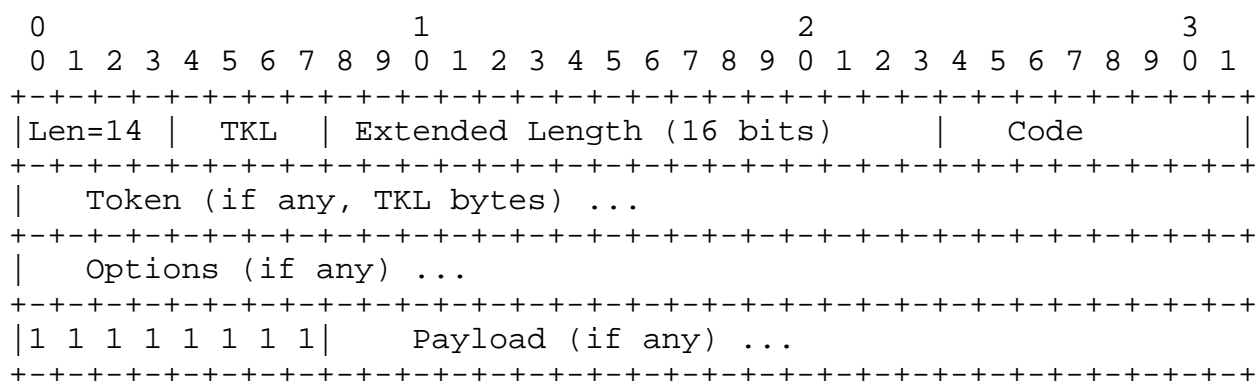 0                   1                   2                   3
 0 1 2 3 4 5 6 7 8 9 0 1 2 3 4 5 6 7 8 9 0 1 2 3 4 5 6 7 8 9 0 1
+-+-+-+-+-+-+-+-+-+-+-+-+-+-+-+-+-+-+-+-+-+-+-+-+-+-+-+-+-+-+-+-+
|Len=14 |  TKL  | Extended Length (16 bits)     |   Code        |
+-+-+-+-+-+-+-+-+-+-+-+-+-+-+-+-+-+-+-+-+-+-+-+-+-+-+-+-+-+-+-+-+
|   Token (if any, TKL bytes) ...
+-+-+-+-+-+-+-+-+-+-+-+-+-+-+-+-+-+-+-+-+-+-+-+-+-+-+-+-+-+-+-+-+
|   Options (if any) ...
+-+-+-+-+-+-+-+-+-+-+-+-+-+-+-+-+-+-+-+-+-+-+-+-+-+-+-+-+-+-+-+-+
|1 1 1 1 1 1 1 1|    Payload (if any) ...
+-+-+-+-+-+-+-+-+-+-+-+-+-+-+-+-+-+-+-+-+-+-+-+-+-+-+-+-+-+-+-+-+